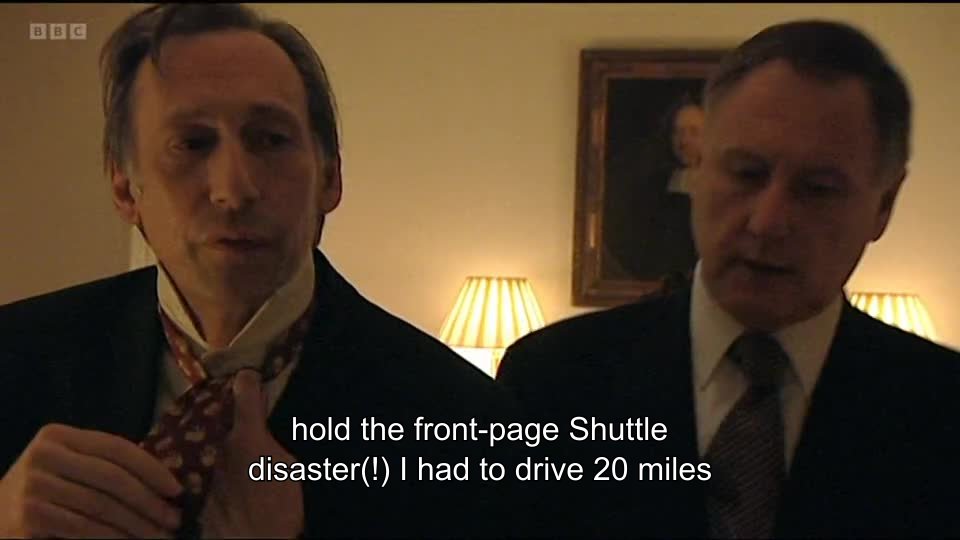 BBC
hold the front-page Shuttle
disaster(!) I had to drive 20 miles